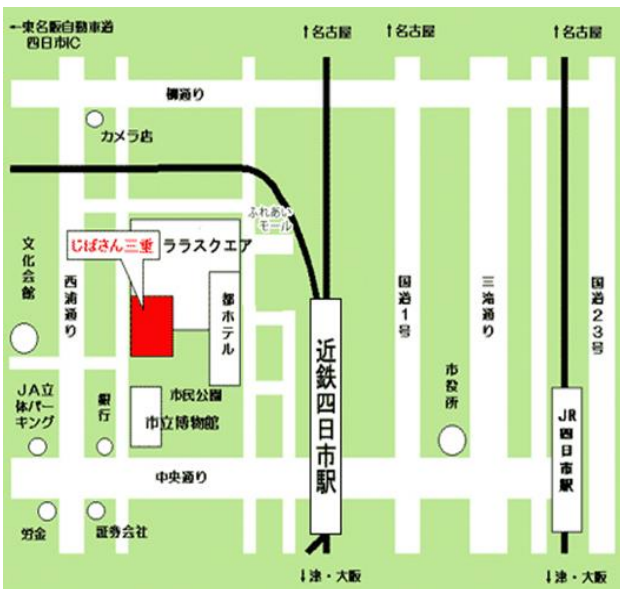 ←東名阪自動車道
四日市IC
↑名古屋
↑名古屋
↑名古屋
柳通り
カメラ店
ふれあい
モール
じばさん三重
ララスクエア
文化会館
西浦通り
都ホテル
国道1号
三滝通り
国道23号
近鉄四日市駅
市役所
JA立
体パー
キング
銀行
市民公園
市立博物館
JR四日市駅
中央通り
労金
証券会社
↓津・大阪
↓津・大阪